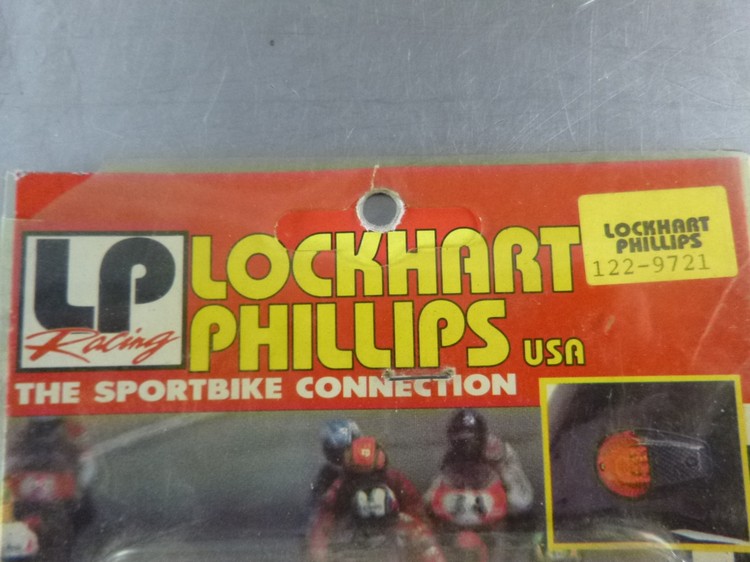 LP
Racing
LOCKHART
PHILLIPS USA
THE SPORTBIKE CONNECTION
LOCKHART
PHILLIPS
122-9721